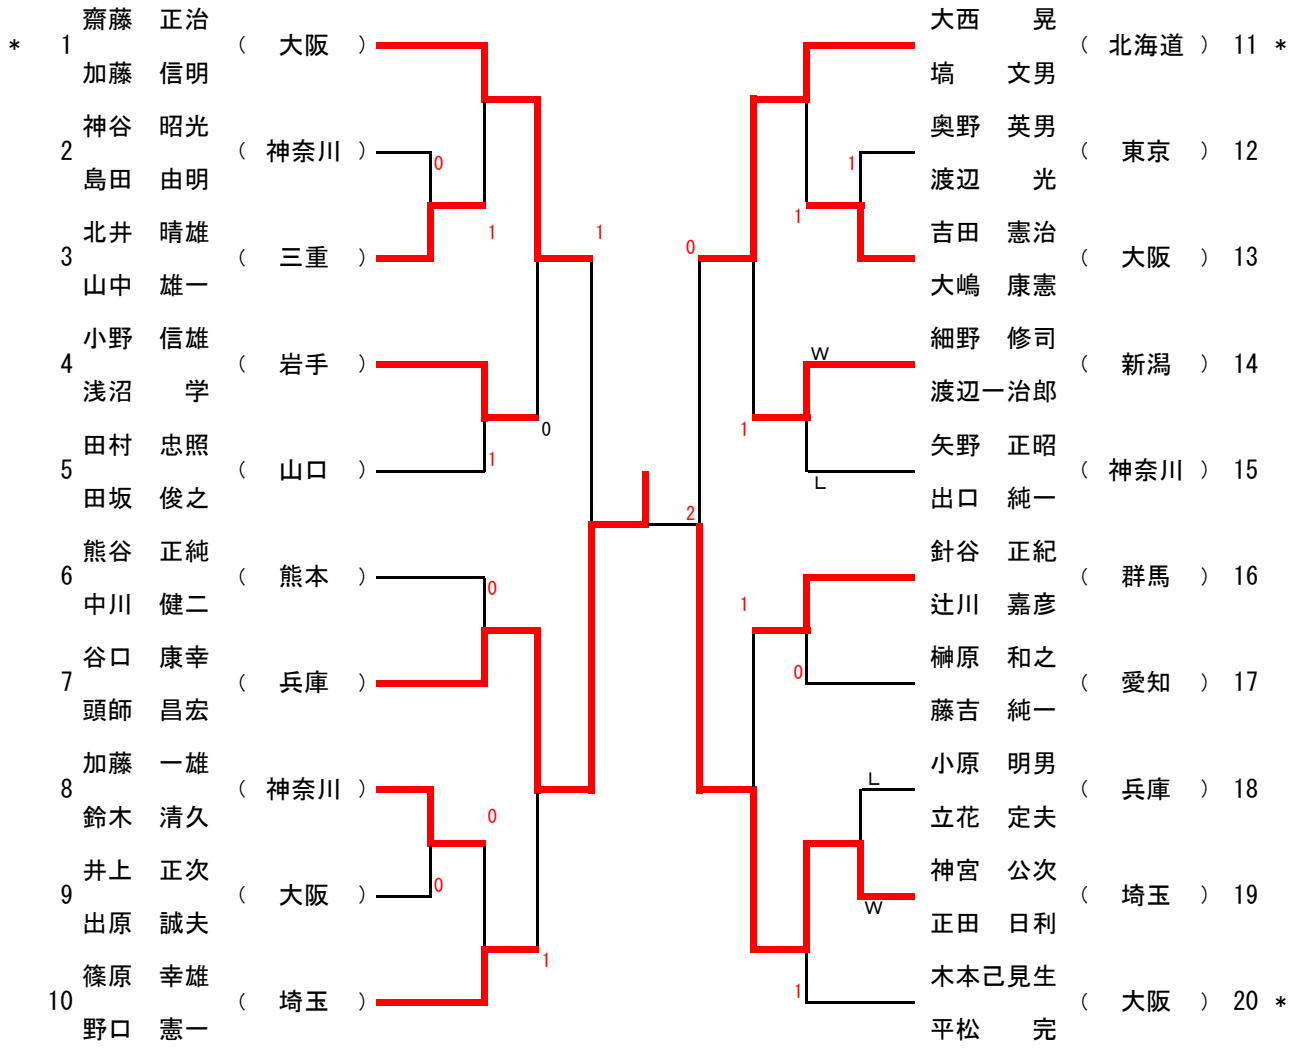 齋藤　正治
* 1 （ 大阪 ）
加藤　信明
神谷　昭光
2 （ 神奈川 ）
0
島田　由明
北井　晴雄
1
3 （ 三重 ）
1
山中　雄一
小野　信雄
4 （ 岩手 ）
浅沼　学
0
田村　忠照
5 （ 山口 ）
1
田坂　俊之
熊谷　正純
6 （ 熊本 ）
0
中川　健二
谷口　康幸
7 （ 兵庫 ）
頭師　昌宏
加藤　一雄
8 （ 神奈川 ）
0
鈴木　清久
井上　正次
9 （ 大阪 ）
0
出原　誠夫
1
篠原　幸雄
10 （ 埼玉 ）
野口　憲一
大西　晃
（ 北海道 ） 11 *
塙　文男
奥野　英男
1
（ 東京 ） 12
渡辺　光
1
吉田　憲治
0
（ 大阪 ） 13
大嶋　康憲
細野　修司
W
（ 新潟 ） 14
渡辺一治郎
1
矢野　正昭
（ 神奈川 ） 15
L
出口　純一
2
針谷　正紀
（ 群馬 ） 16
1
辻川　嘉彦
榊原　和之
0
（ 愛知 ） 17
藤吉　純一
小原　明男
L
（ 兵庫 ） 18
立花　定夫
神宮　公次
（ 埼玉 ） 19
W
正田　日利
木本己見生
1
（ 大阪 ） 20 *
平松　完